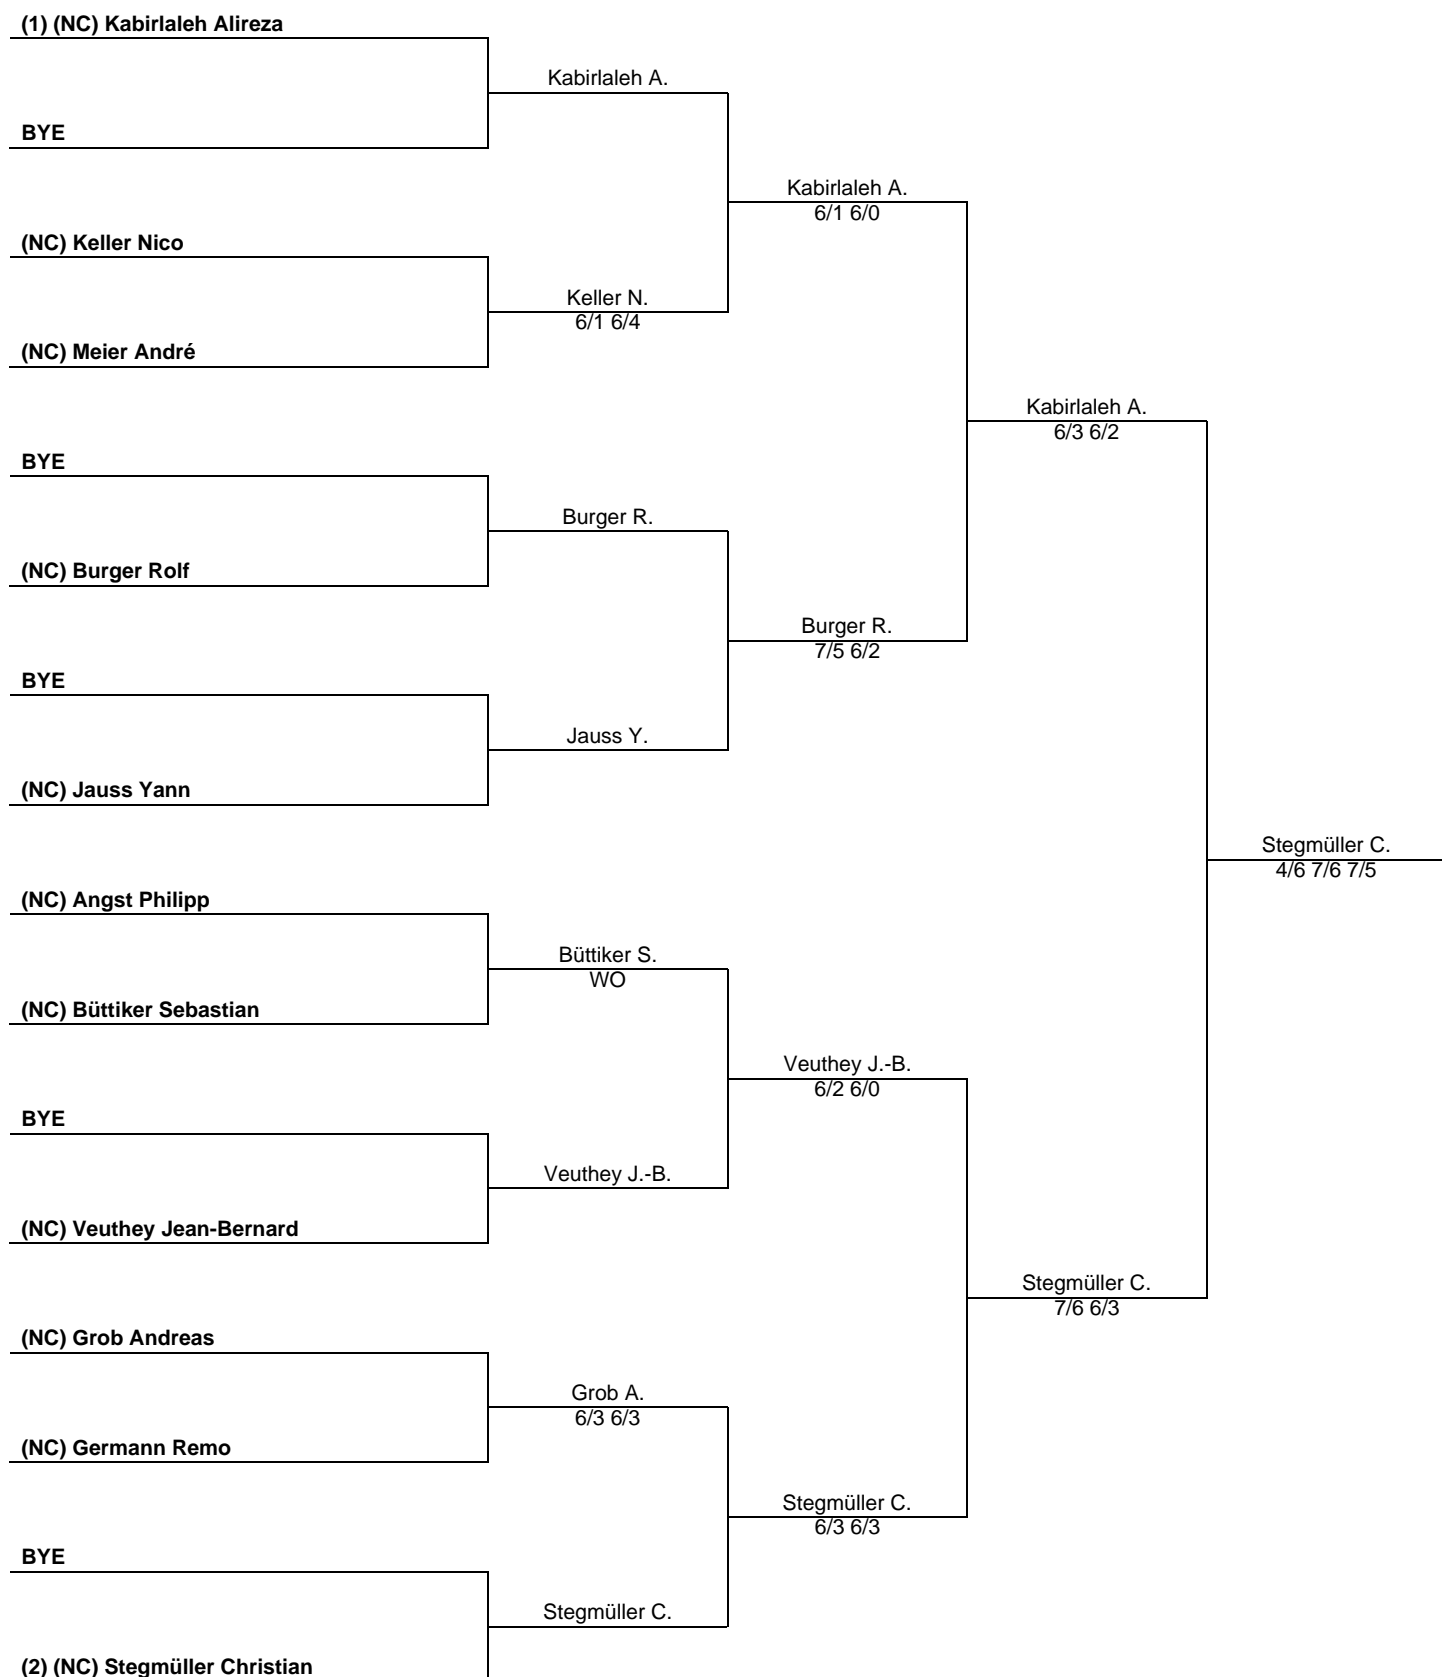 (1) (NC) Kabirlaleh Alireza
Kabirlaleh A.
BYE
Kabirlaleh A.
6/1 6/0
(NC) Keller Nico
Keller N.
6/1 6/4
(NC) Meier André
Kabirlaleh A.
6/3 6/2
BYE
Burger R.
(NC) Burger Rolf
Burger R.
7/5 6/2
BYE
Jauss Y.
(NC) Jauss Yann
Stegmüller C.
4/6 7/6 7/5
(NC) Angst Philipp
Büttiker S.
WO
(NC) Büttiker Sebastian
Veuthey J.-B.
6/2 6/0
BYE
Veuthey J.-B.
(NC) Veuthey Jean-Bernard
Stegmüller C.
7/6 6/3
(NC) Grob Andreas
Grob A.
6/3 6/3
(NC) Germann Remo
Stegmüller C.
6/3 6/3
BYE
Stegmüller C.
(2) (NC) Stegmüller Christian